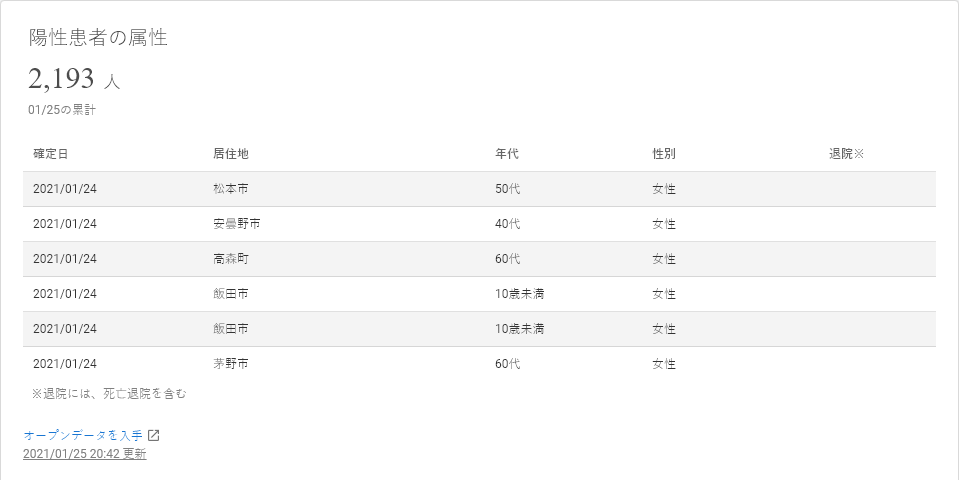 陽性患者の属性
2,193 人
01/25の累計
確定日 居住地 年代 性別 退院※
2021/01/24 松本市 50代 女性
2021/01/24 安曇野市 40代 女性
2021/01/24 高森町 60代 女性
2021/01/24 飯田市 10歳未満 女性
2021/01/24 飯田市 10歳未満 女性
2021/01/24 茅野市 60代 女性
※退院には、死亡退院を含む
オープンデータを入手
2021/01/25 20:42 更新